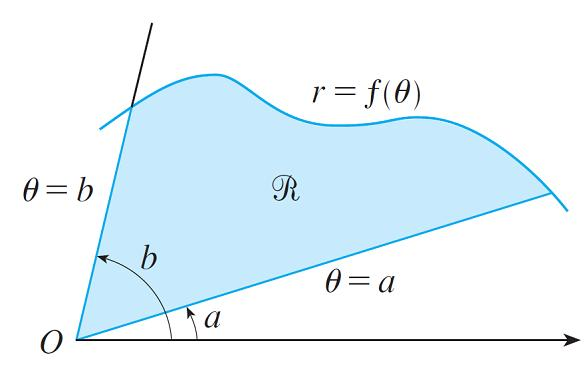 r = f(θ)
θ = b
ℛ
b
θ = a
a
O